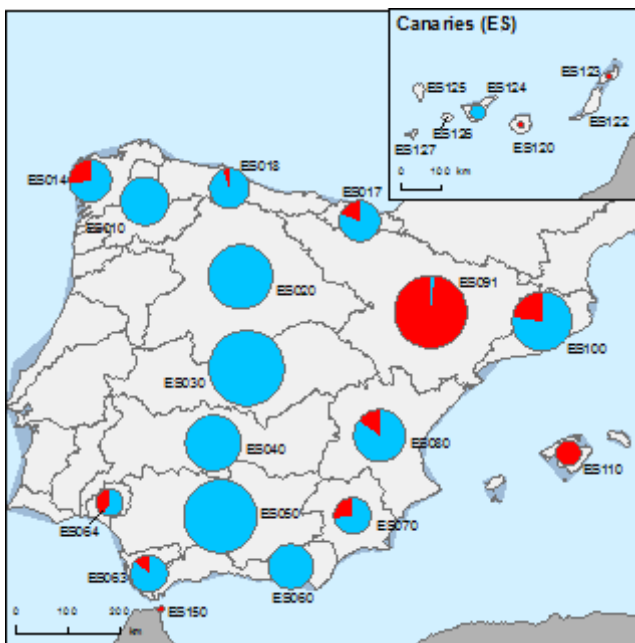 Canaries (ES)
ES123
ES125
ES124
ES126
ES122
ES127
ES120
0 100 km
ES018
ES014
ES017
ES010
ES091
ES020
ES100
ES030
ES080
ES040
ES110
ES050
ES064
ES070
ES063
ES060
ES150
0 100 200
km